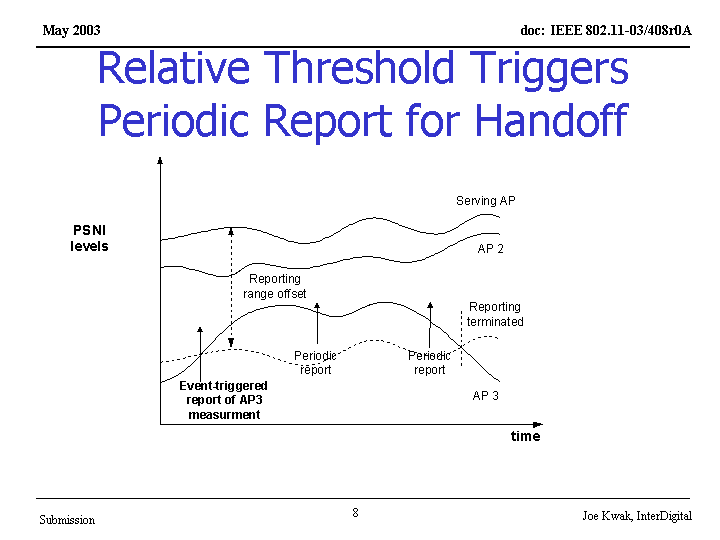 May 2003
doc: IEEE 802.11-03/408r0A
Relative Threshold Triggers
Periodic Report for Handoff
Serving AP
PSNI
levels
AP 2
Reporting
range offset
Reporting
terminated
Periodic
report
Periodic
report
Event-triggered
report of AP3
measurment
AP 3
time
Submission
8
Joe Kwak, InterDigital